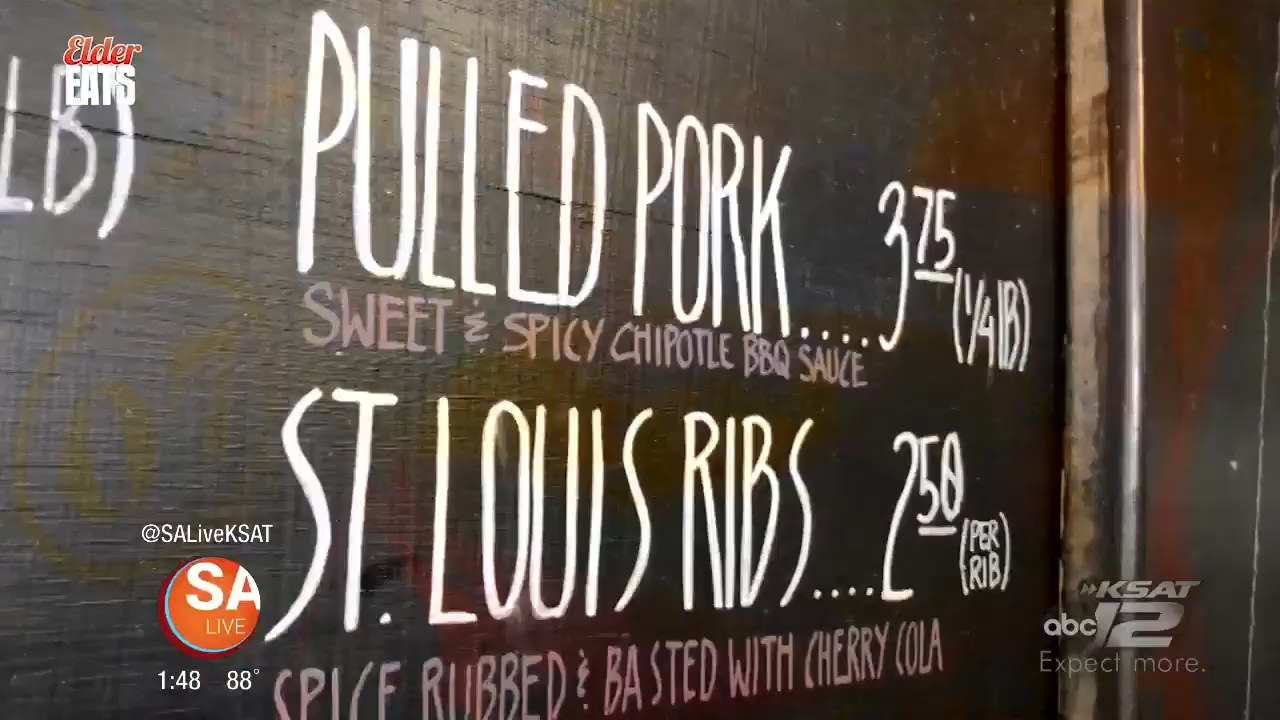 Elder
EATS
LB)
PULLED PORK.....3 75 (1/4 lB)
SWEET & SPICY CHIPOTLE BBQ SAUCE
ST. LOUIS RIBS....2 50 (PER RIB)
SPICE RUBBED & BASTED WITH CHERRY COLA
@SALiveKSAT
SA
LIVE
1:48 88°
KSAT
abc 12
Expect more.